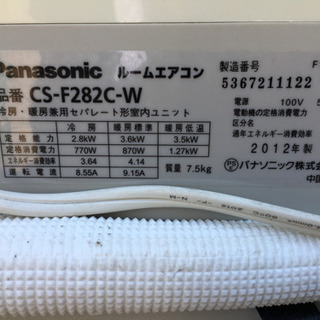 Panasonic ルームエアコン
品番 CS-F282C-W
冷房・暖房兼用セパレート形室内ユニット
冷房 暖房標準 暖房低温
定格能力 2.8kW 3.6kW 3.5kW
定格消費電力 770W 870W 1.27kW
エネルギー消費効率 3.64 4.14
運転電流 8.55A 9.15A 質量 7.5kg
製造番号 F
5367211122
電源 100V
電動機の定格消費電力
区分名
通年エネルギー消費効率
2012年製
PS パナソニック株式会
中国